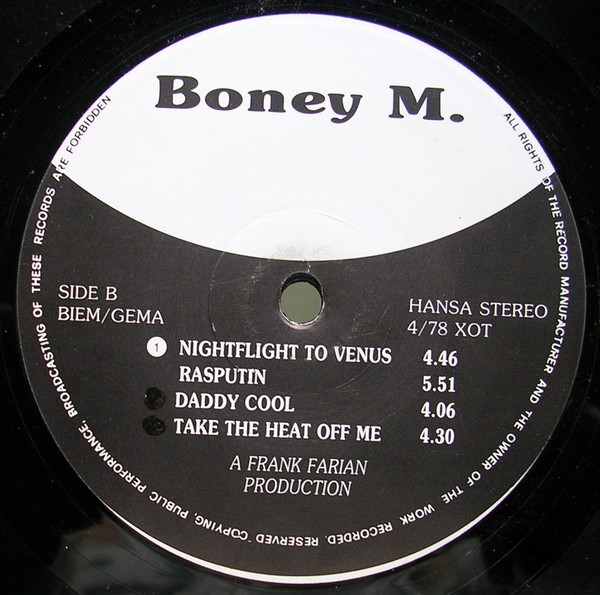 Boney M.
SIDE B
BIEM/GEMA
HANSA STEREO
4/78 XOT
1 NIGHTFLIGHT TO VENUS 4.46
RASPUTIN 5.51
DADDY COOL 4.06
TAKE THE HEAT OFF ME 4.30
A FRANK FARIAN
PRODUCTION
ALL RIGHTS OF THE RECORD MANUFACTURER AND THE OWNER OF THE WORK RECORDED. RESERVED COPYING, PUBLIC PERFORMANCE, BROADCASTING OF THESE RECORDS ARE FORBIDDEN